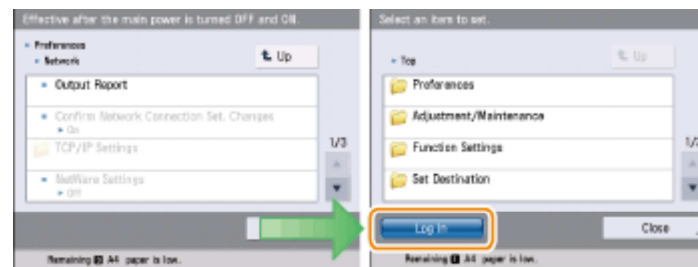 Effective after the main power is turned OFF and ON.
Preferences
Network
Up
Output Report
Confirm Network Connection Set. Changes
On
TCP/IP Settings
NetWare Settings
Off
1/3
Remaining A4 paper is low.
Select an item to set.
Top
Up
Preferences
Adjustment/Maintenance
Function Settings
Set Destination
Log In
Close
Remaining A4 paper is low.